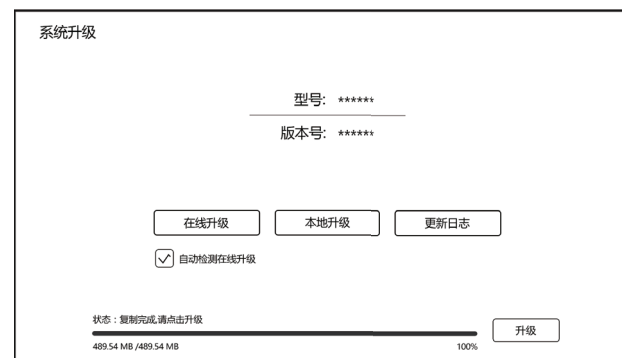 系统升级
型号: ******
版本号: ******
在线升级 本地升级 更新日志
自动检测在线升级
状态：复制完成,请点击升级
升级
489.54 MB /489.54 MB 100%